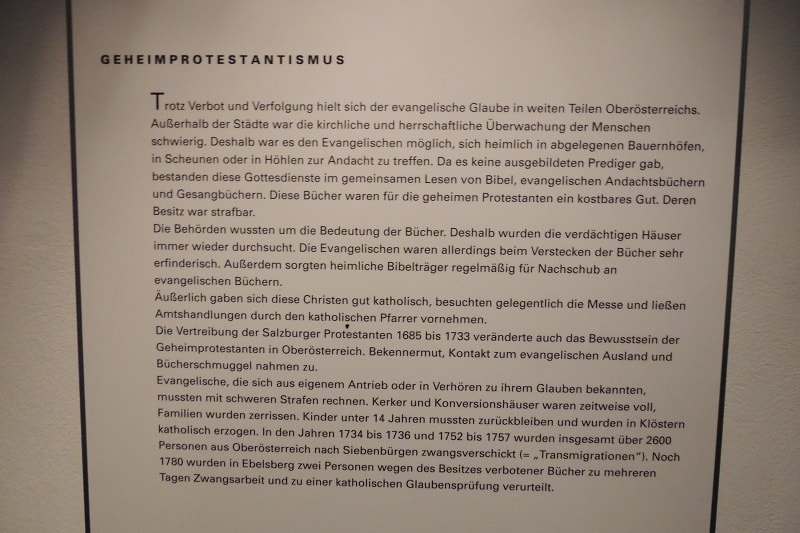 GEHEIMPROTESTANTISMUS
Trotz Verbot und Verfolgung hielt sich der evangelische Glaube in weiten Teilen Oberösterreichs.
Außerhalb der Städte war die kirchliche und herrschaftliche Überwachung der Menschen
schwierig. Deshalb war es den Evangelischen möglich, sich heimlich in abgelegenen Bauernhöfen,
in Scheunen oder in Höhlen zur Andacht zu treffen. Da es keine ausgebildeten Prediger gab,
bestanden diese Gottesdienste im gemeinsamen Lesen von Bibel, evangelischen Andachtsbüchern
und Gesangbüchern. Diese Bücher waren für die geheimen Protestanten ein kostbares Gut. Deren
Besitz war strafbar.
Die Behörden wussten um die Bedeutung der Bücher. Deshalb wurden die verdächtigen Häuser
immer wieder durchsucht. Die Evangelischen waren allerdings beim Verstecken der Bücher sehr
erfinderisch. Außerdem sorgten heimliche Bibelträger regelmäßig für Nachschub an
evangelischen Büchern.
Äußerlich gaben sich diese Christen gut katholisch, besuchten gelegentlich die Messe und ließen
Amtshandlungen durch den katholischen Pfarrer vornehmen.
Die Vertreibung der Salzburger Protestanten 1685 bis 1733 veränderte auch das Bewusstsein der
Geheimprotestanten in Oberösterreich. Bekennermut, Kontakt zum evangelischen Ausland und
Bücherschmuggel nahmen zu.
Evangelische, die sich aus eigenem Antrieb oder in Verhören zu ihrem Glauben bekannten,
mussten mit schweren Strafen rechnen. Kerker und Konversionshäuser waren zeitweise voll,
Familien wurden zerrissen. Kinder unter 14 Jahren mussten zurückbleiben und wurden in Klöstern
katholisch erzogen. In den Jahren 1734 bis 1736 und 1752 bis 1757 wurden insgesamt über 2600
Personen aus Oberösterreich nach Siebenbürgen zwangsverschickt (= „Transmigrationen“). Noch
1780 wurden in Ebelsberg zwei Personen wegen des Besitzes verbotener Bücher zu mehreren
Tagen Zwangsarbeit und zu einer katholischen Glaubensprüfung verurteilt.